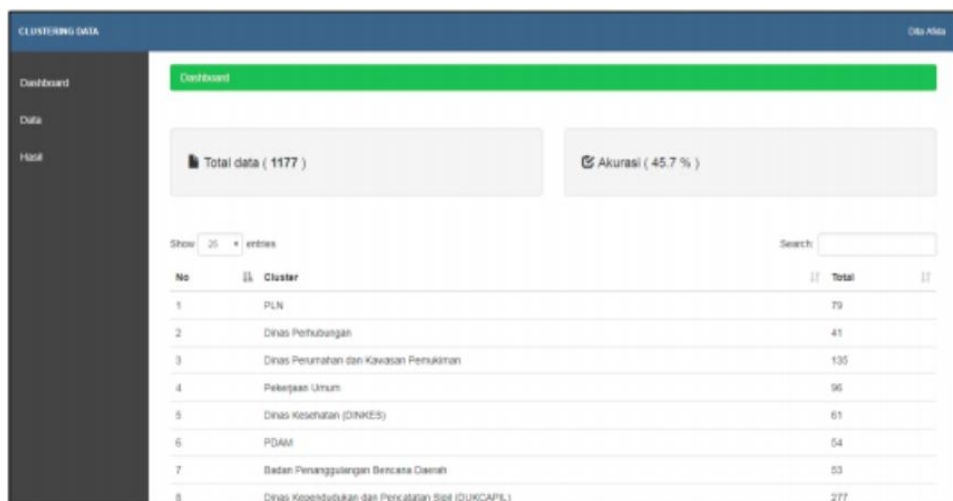 CLUSTERING DATA
Dita Afida
Dashboard
Data
Hasil
Dashboard
Total data ( 1177 )
Akurasi ( 45.7 % )
Show 25 entries
Search:
No Cluster Total
1 PLN 79
2 Dinas Perhubungan 41
3 Dinas Perumahan dan Kawasan Pemukiman 135
4 Pekerjaan Umum 96
5 Dinas Kesehatan (DINKES) 61
6 PDAM 54
7 Badan Penanggulangan Bencana Daerah 53
8 Dinas Kependudukan dan Pencatatan Sipil (DUKCAPIL) 277